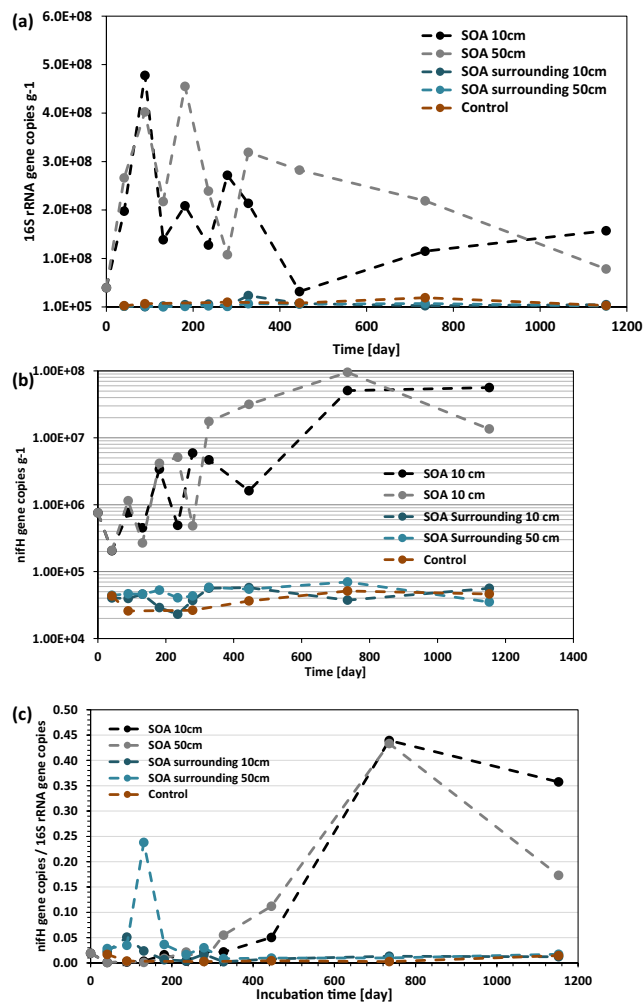 (a)
SOA 10cm
SOA 50cm
SOA surrounding 10cm
SOA surrounding 50cm
Control
6.0E+08
5.0E+08
4.0E+08
3.0E+08
2.0E+08
1.0E+08
1.0E+05
16S rRNA gene copies g-1
0 200 400 600 800 1000 1200
Time [day]
(b)
1.00E+08
1.00E+07
1.00E+06
1.00E+05
1.00E+04
nifH gene copies g-1
SOA 10 cm
SOA 10 cm
SOA Surrounding 10 cm
SOA Surrounding 50 cm
Control
0 200 400 600 800 1000 1200 1400
Time [day]
(c)
0.50
0.45
0.40
0.35
0.30
0.25
0.20
0.15
0.10
0.05
0.00
nifH gene copies / 16S rRNA gene copies
SOA 10cm
SOA 50cm
SOA surrounding 10cm
SOA surrounding 50cm
Control
0 200 400 600 800 1000 1200
Incubation time [day]